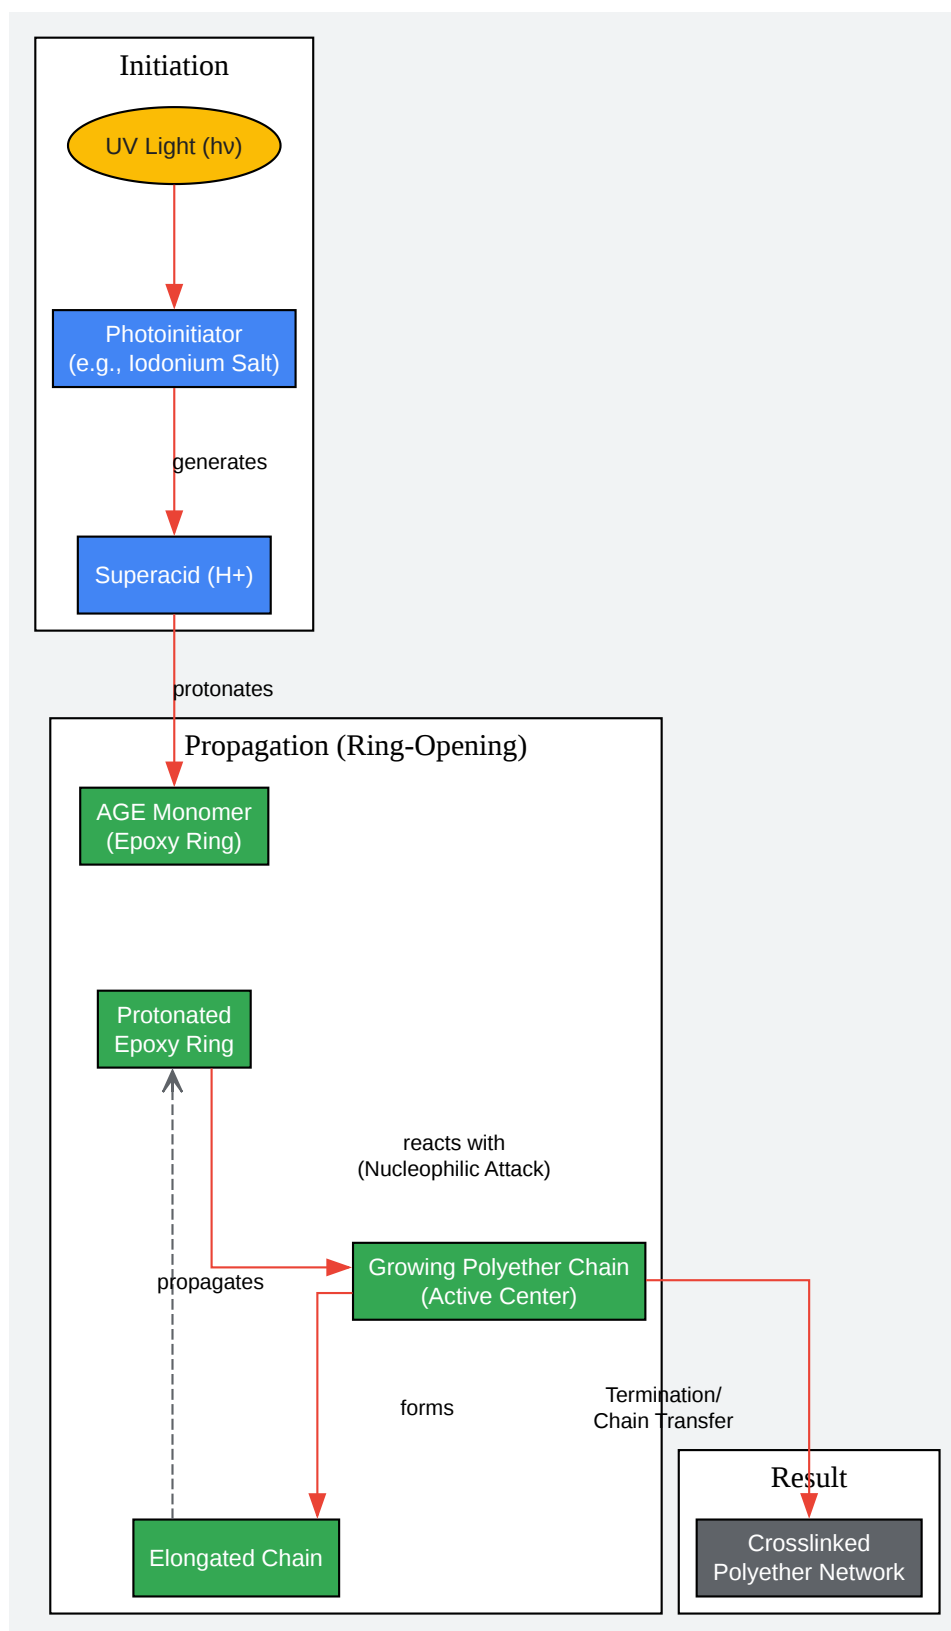 Initiation
UV Light (hν)
Photoinitiator
(e.g., Iodonium Salt)
generates
Superacid (H+)
protonates
Propagation (Ring-Opening)
AGE Monomer
(Epoxy Ring)
Protonated
Epoxy Ring
reacts with
(Nucleophilic Attack)
Growing Polyether Chain
(Active Center)
propagates
forms
Termination/
Chain Transfer
Elongated Chain
Result
Crosslinked
Polyether Network